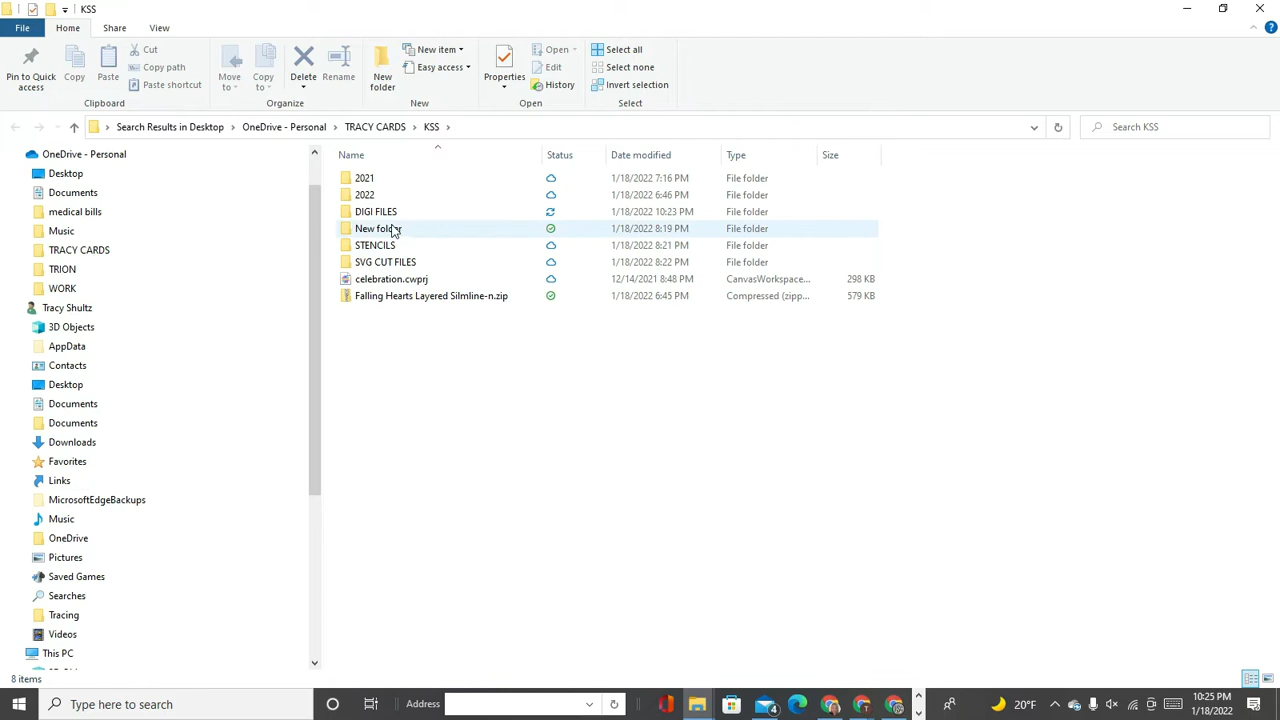 KSS
File Home Share View
Pin to Quick access
Copy
Paste
Cut
Copy path
Paste shortcut
Clipboard
Move to
Copy to
Delete
Rename
Organize
New folder
New item
Easy access
New
Properties
Open
Edit
History
Open
Select all
Select none
Invert selection
Select
Search Results in Desktop > OneDrive - Personal > TRACY CARDS > KSS >
Search KSS
OneDrive - Personal
Desktop
Documents
medical bills
Music
TRACY CARDS
TRION
WORK
Tracy Shultz
3D Objects
AppData
Contacts
Desktop
Documents
Documents
Downloads
Favorites
Links
MicrosoftEdgeBackups
Music
OneDrive
Pictures
Saved Games
Searches
Tracing
Videos
This PC
Name Status Date modified Type Size
2021 1/18/2022 7:16 PM File folder
2022 1/18/2022 6:46 PM File folder
DIGI FILES 1/18/2022 10:23 PM File folder
New folder 1/18/2022 8:19 PM File folder
STENCILS 1/18/2022 8:21 PM File folder
SVG CUT FILES 1/18/2022 8:22 PM File folder
celebration.cwprj 12/14/2021 8:48 PM CanvasWorkspace... 298 KB
Falling Hearts Layered Silmline-n.zip 1/18/2022 6:45 PM Compressed (zipp... 579 KB
8 items
Type here to search
Address
4
20°F
10:25 PM
1/18/2022